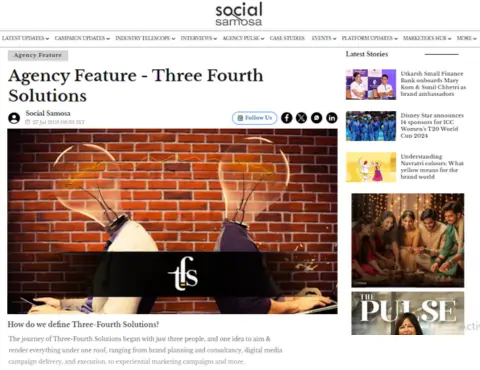 social
samosa
LATEST UPDATES
CAMPAIGN UPDATES
INDUSTRY TELESCOPE
INTERVIEWS
AGENCY PULSE
CASE STUDIES
EVENTS
PLATFORM UPDATES
MARKETER'S HUB
MORE
Agency Feature
Agency Feature - Three Fourth
Solutions
Social Samosa
Follow Us
tfs
How do we define Three-Fourth Solutions?
The journey of Three-Fourth Solutions began with just three people, and one idea to aim &
render everything under one roof, ranging from brand planning and consultancy, digital media
campaign delivery, and execution, to experiential marketing campaigns and more.
Latest Stories
Utkarsh Small Finance
Bank onboards Mary
Kom & Sunil Chhetri as
brand ambassadors
Disney Star announces
14 sponsors for ICC
Women's T20 World
Cup 2024
Understanding
Navratri colours: What
yellow means for the
brand world
THE
PULSE